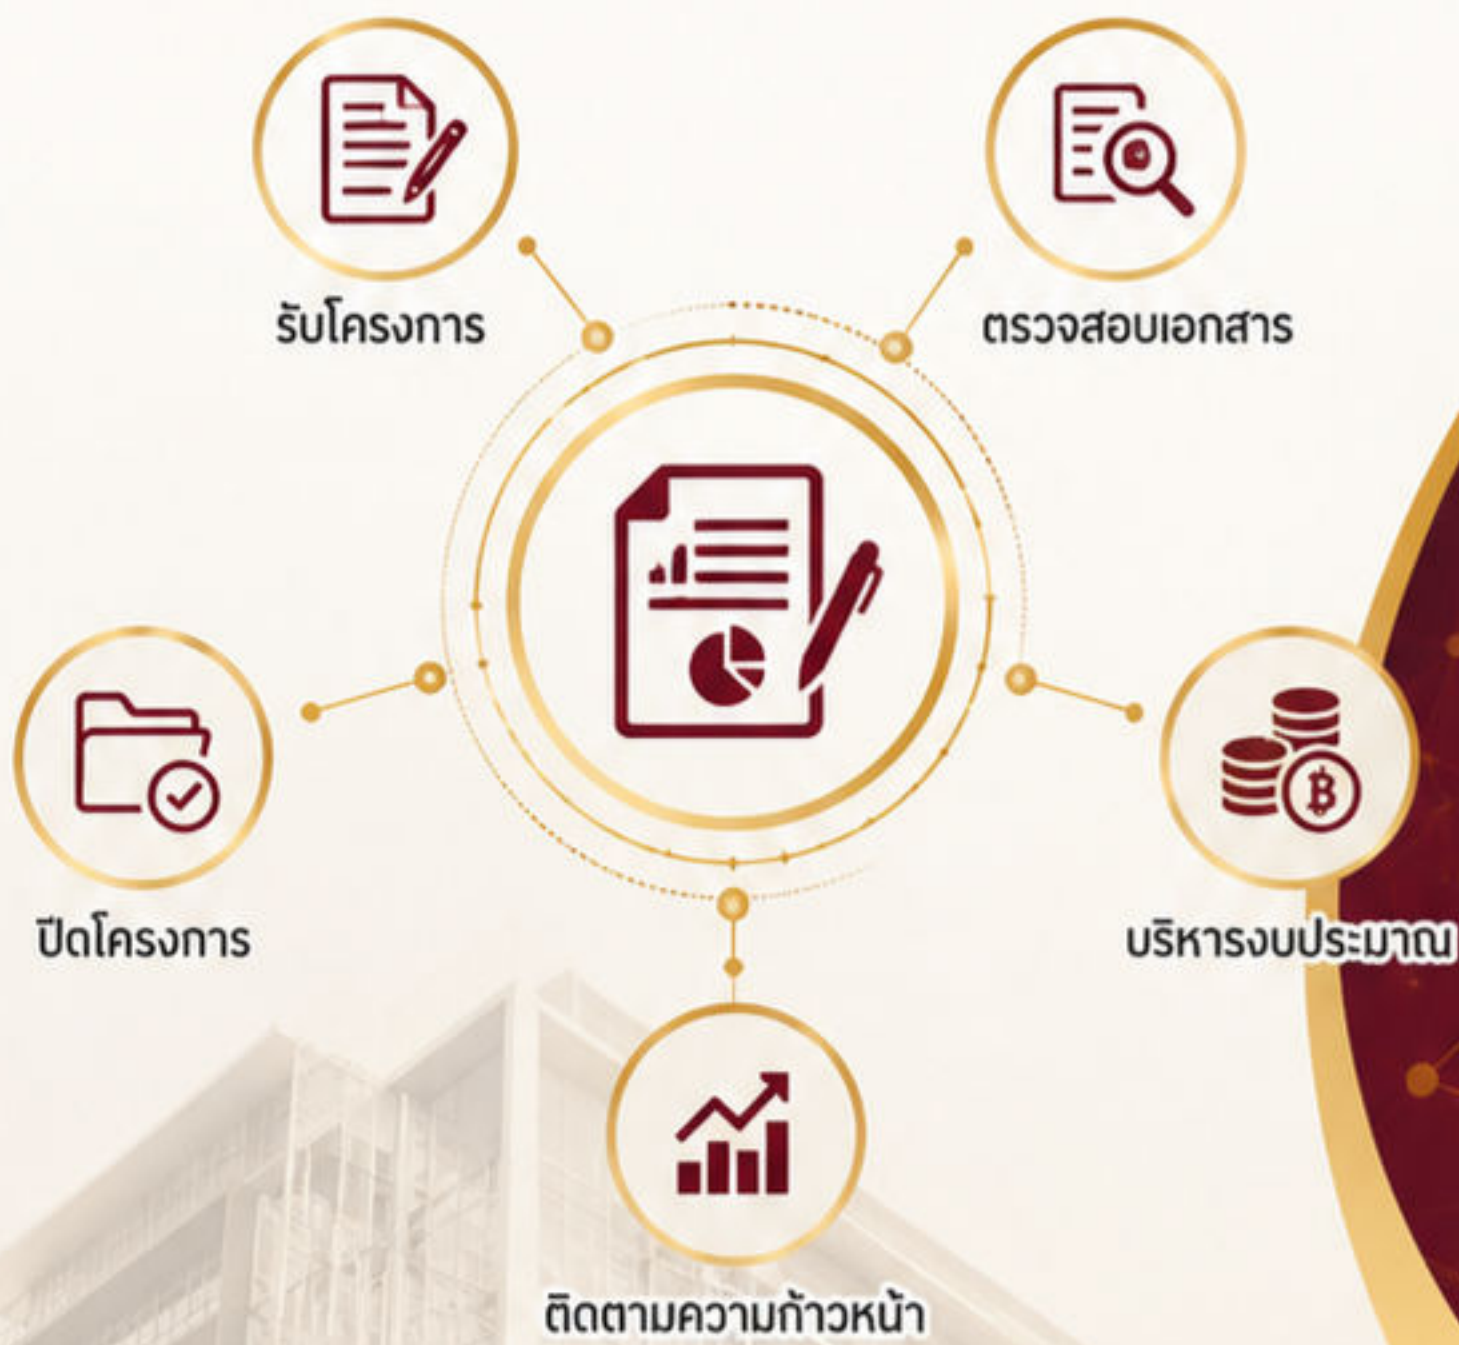 รับโครงการ
ตรวจสอบเอกสาร
ปิดโครงการ
บริหารงบประมาณ
ติดตามความก้าวหน้า